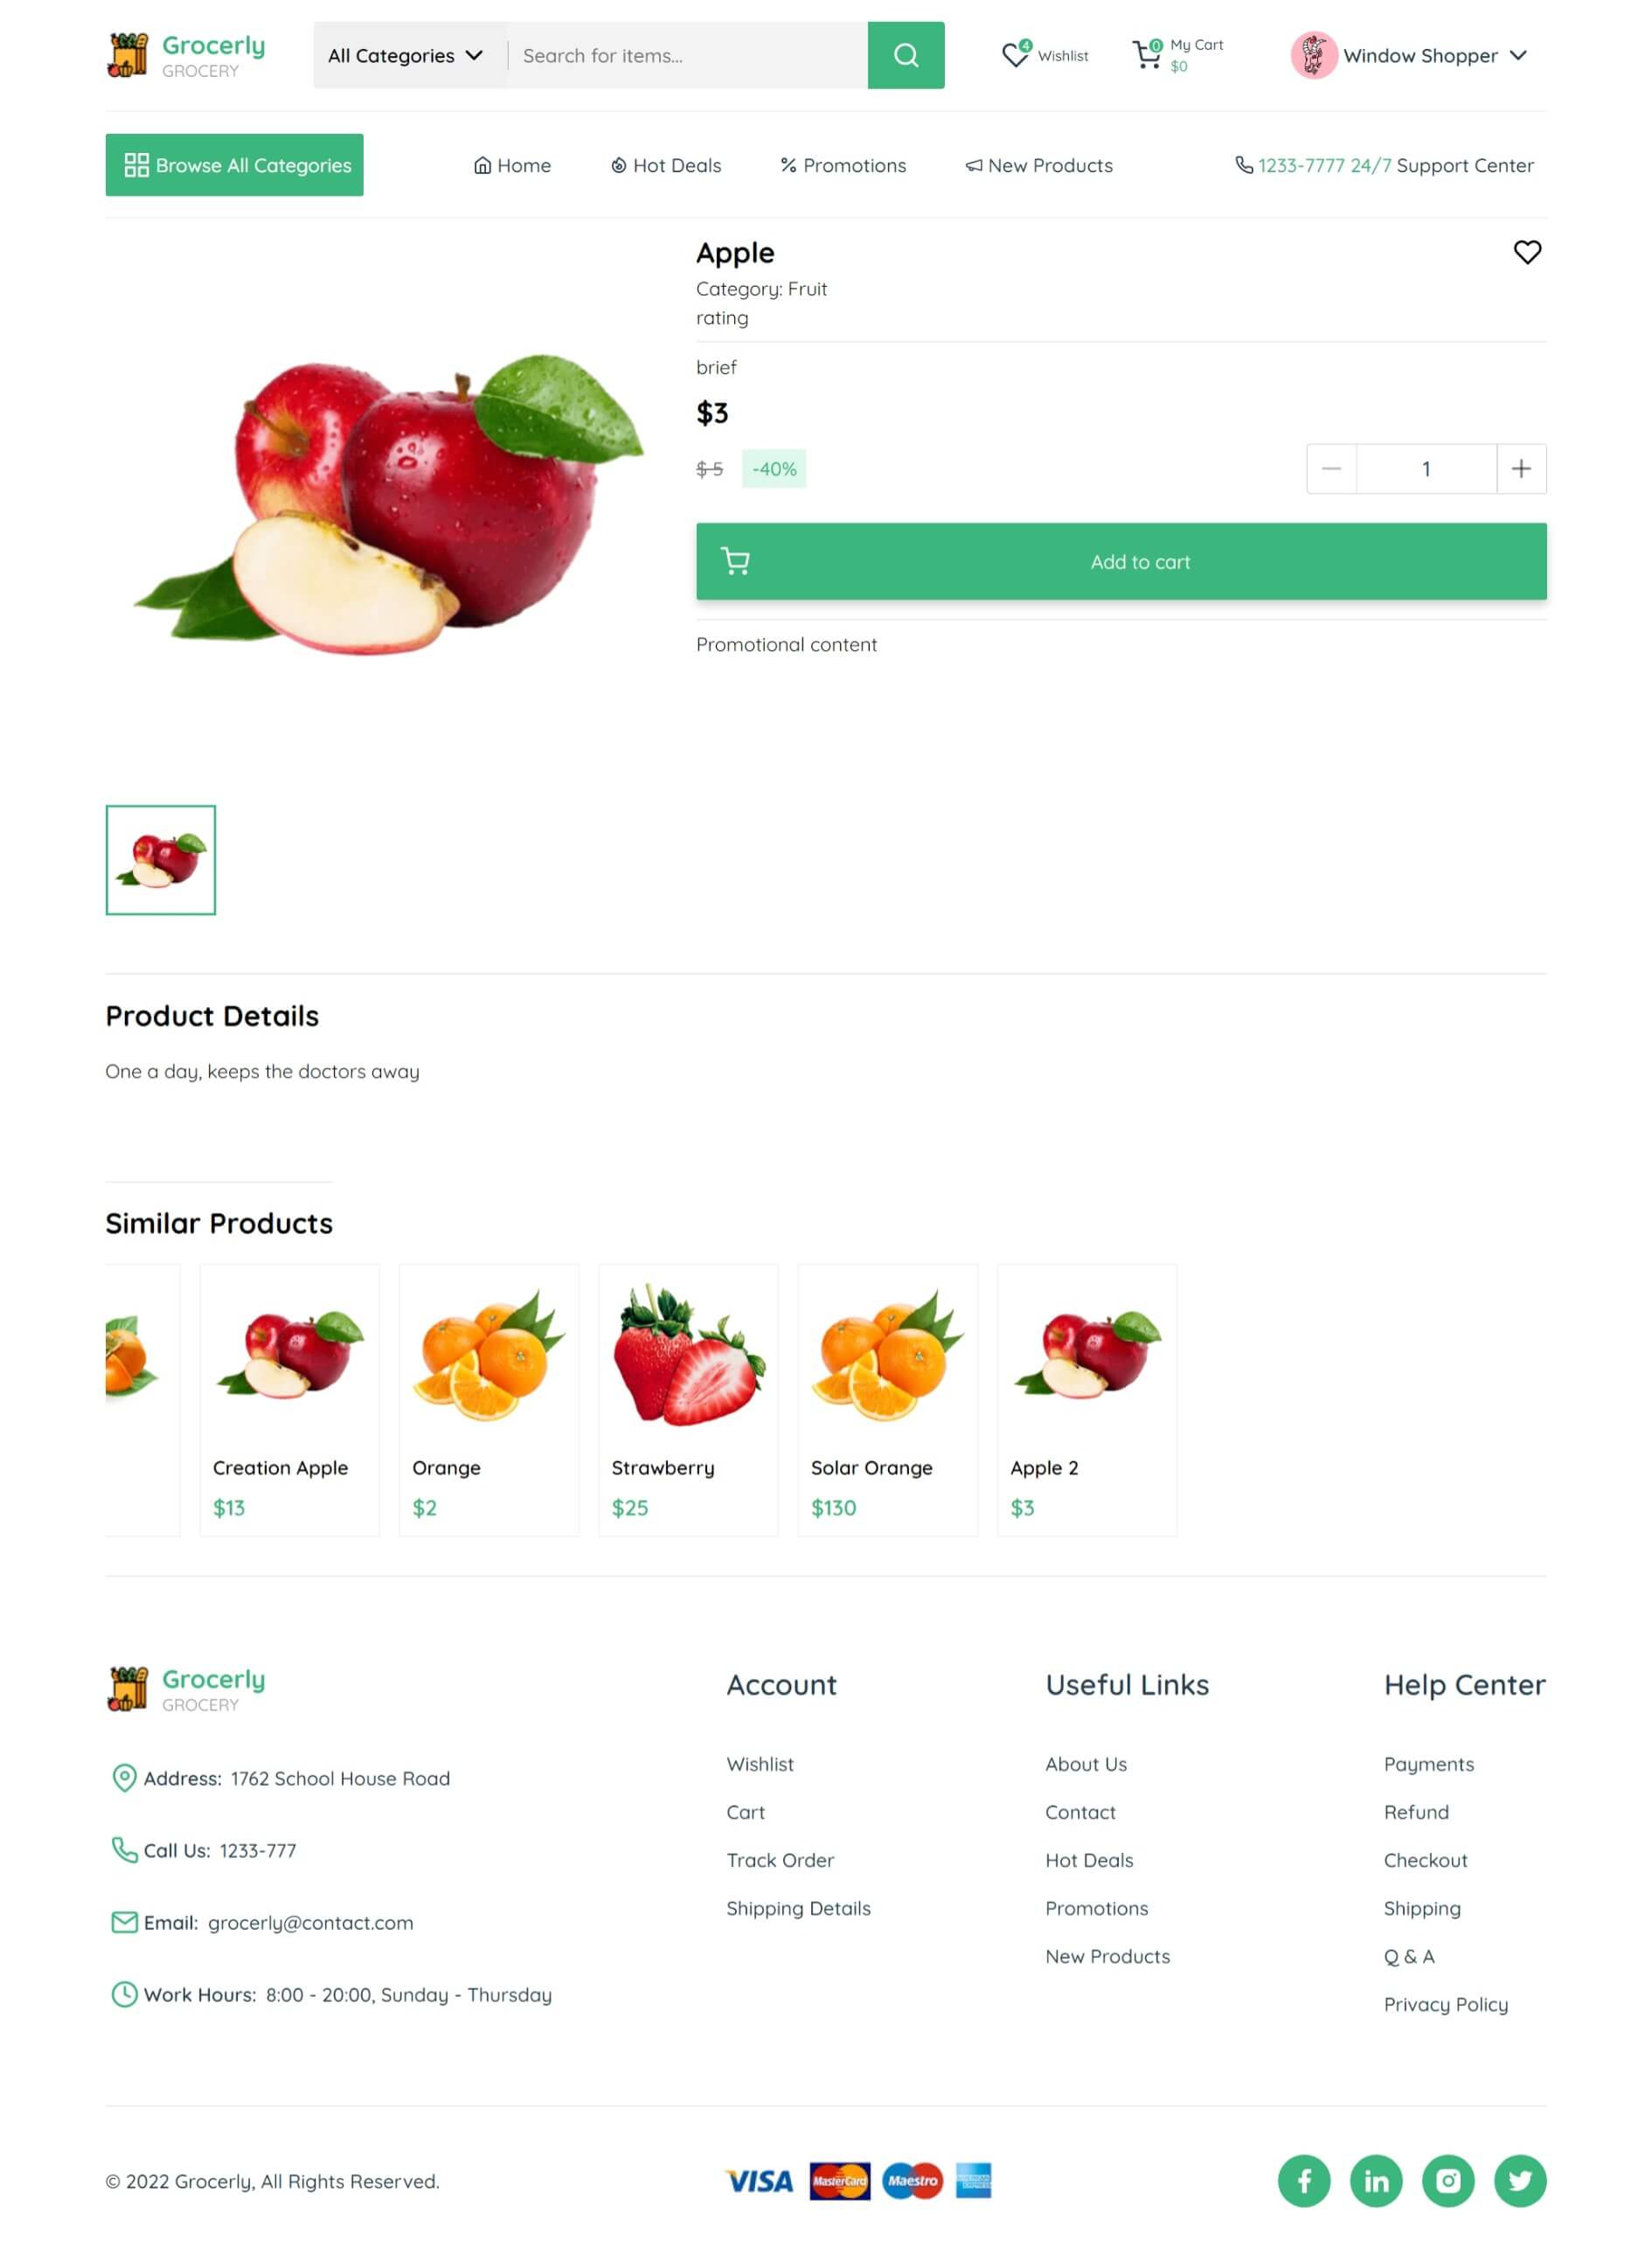 Grocerly
GROCERY
All Categories
Search for items...
4
Wishlist
0
My Cart
$0
Window Shopper
Browse All Categories
Home
Hot Deals
Promotions
New Products
1233-7777 24/7 Support Center
Apple
Category: Fruit
rating
brief
$3
$ 5
-40%
1
Add to cart
Promotional content
Product Details
One a day, keeps the doctors away
Similar Products
Creation Apple
$13
Orange
$2
Strawberry
$25
Solar Orange
$130
Apple 2
$3
Grocerly
GROCERY
Address: 1762 School House Road
Call Us: 1233-777
Email: grocerly@contact.com
Work Hours: 8:00 - 20:00, Sunday - Thursday
Account
Wishlist
Cart
Track Order
Shipping Details
Useful Links
About Us
Contact
Hot Deals
Promotions
New Products
Help Center
Payments
Refund
Checkout
Shipping
Q & A
Privacy Policy
© 2022 Grocerly, All Rights Reserved.
VISA
MasterCard
Maestro
AMERICAN EXPRESS